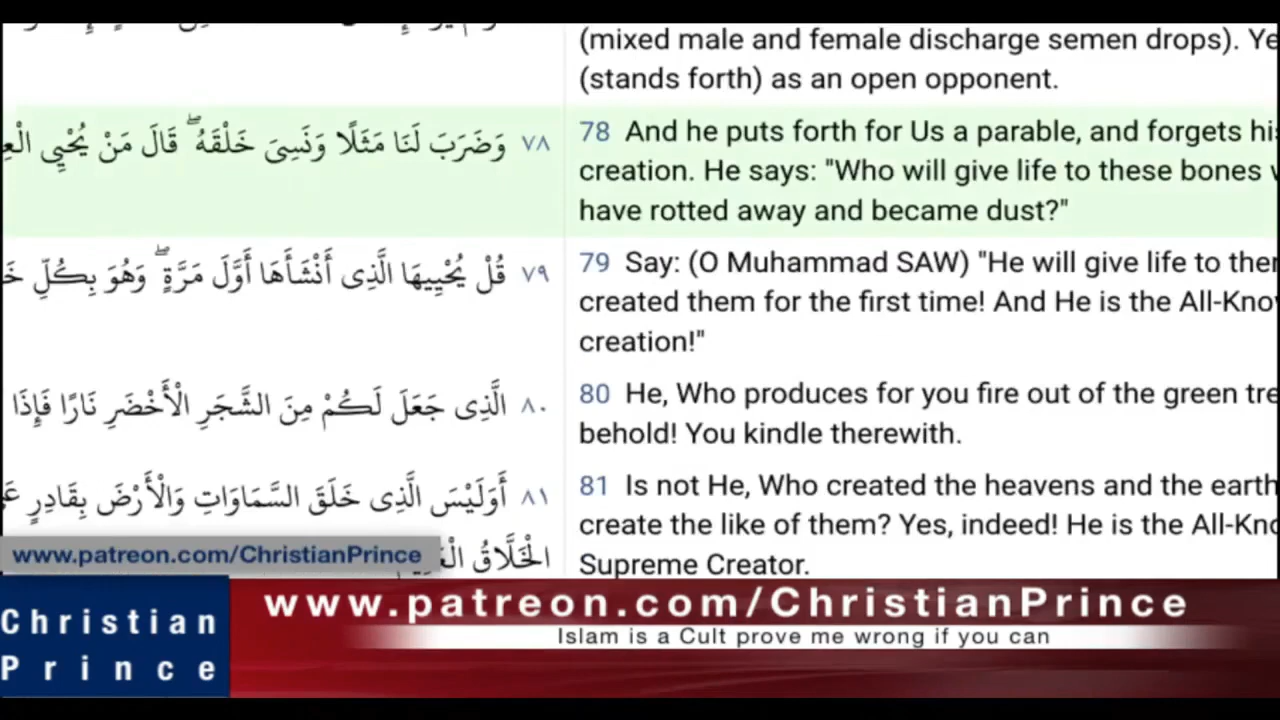 (mixed male and female discharge semen drops). Ye
(stands forth) as an open opponent.
٧٨ وَضَرَبَ لَنَا مَثَلًا وَنَسِىَ خَلْقَهُ ۖ قَالَ مَنْ يُحْيِي
78 And he puts forth for Us a parable, and forgets hi
creation. He says: "Who will give life to these bones
have rotted away and became dust?"
٧٩ قُلْ يُحْيِيهَا الَّذِى أَنْشَأَهَا أَوَّلَ مَرَّةٍ ۖ وَهُوَ بِكُلِّ
79 Say: (O Muhammad SAW) "He will give life to the
created them for the first time! And He is the All-Kno
creation!"
٨٠ الَّذِى جَعَلَ لَكُمْ مِنَ الشَّجَرِ الْأَخْضَرِ نَارًا فَإِذَا
80 He, Who produces for you fire out of the green tre
behold! You kindle therewith.
٨١ أَوَلَيْسَ الَّذِى خَلَقَ السَّمَاوَاتِ وَالْأَرْضَ بِقَادِرٍ
الْخَلَّاقُ
81 Is not He, Who created the heavens and the earth
create the like of them? Yes, indeed! He is the All-Kno
Supreme Creator.
www.patreon.com/ChristianPrince
Christian
Prince
www.patreon.com/ChristianPrince
Islam is a Cult prove me wrong if you can